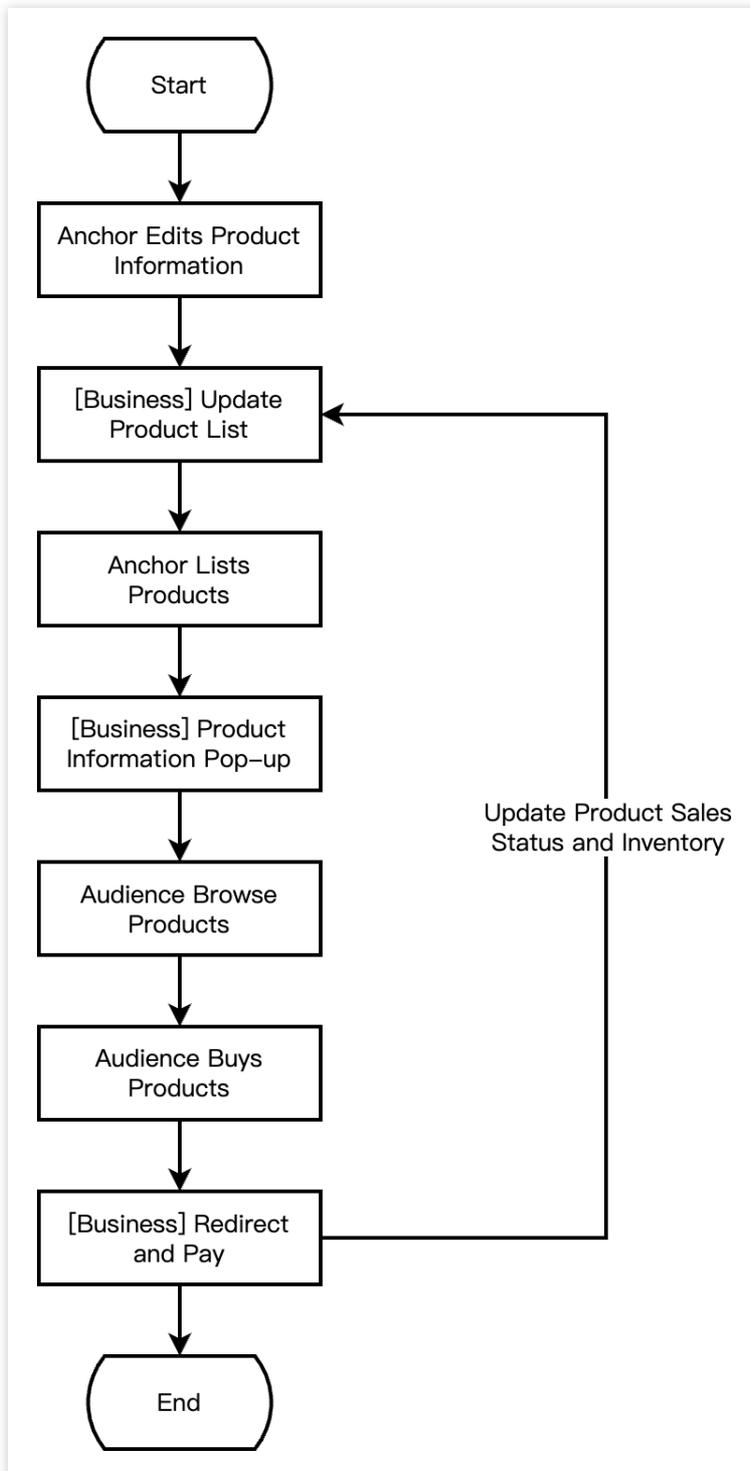 Start
Anchor Edits Product
Information
[Business] Update
Product List
Anchor Lists
Products
[Business] Product
Information Pop-up
Update Product Sales
Status and Inventory
Audience Browse
Products
Audience Buys
Products
[Business] Redirect
and Pay
End